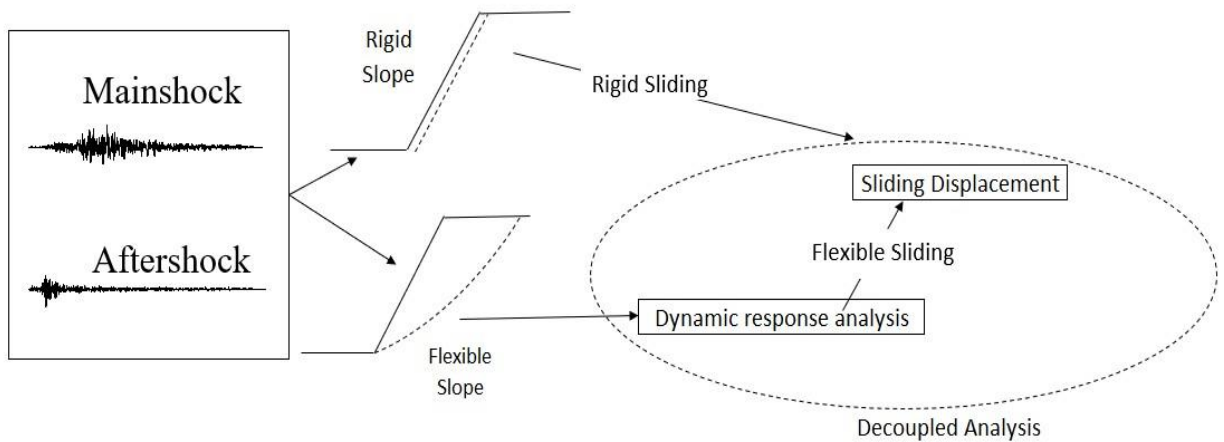 Mainshock
Aftershock
Rigid
Slope
Rigid Sliding
Sliding Displacement
Flexible Sliding
Dynamic response analysis
Flexible
Slope
Decoupled Analysis